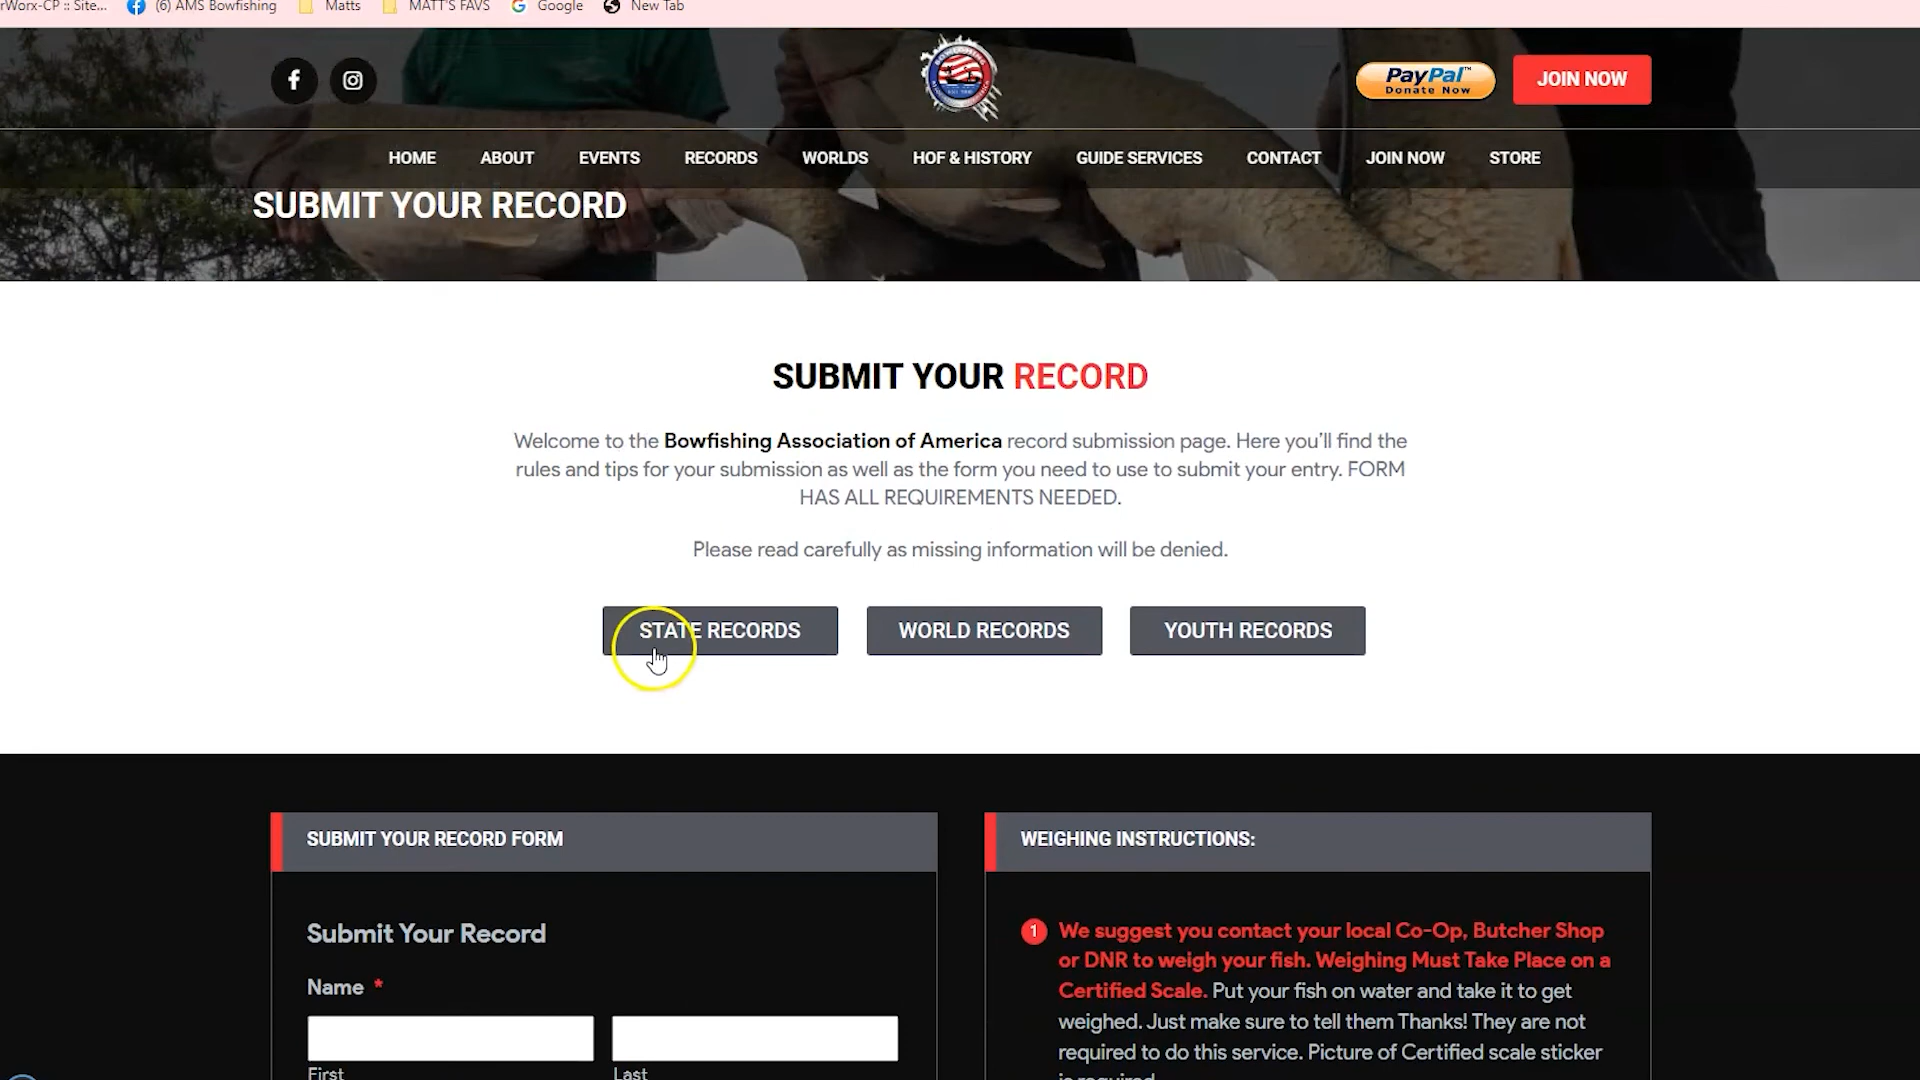 rWorx-CP :: Site... (6) AMS Bowfishing Matts MATT'S FAVS Google New Tab
PayPal™
Donate Now
JOIN NOW
HOME ABOUT EVENTS RECORDS WORLDS HOF & HISTORY GUIDE SERVICES CONTACT JOIN NOW STORE
SUBMIT YOUR RECORD
SUBMIT YOUR RECORD
Welcome to the Bowfishing Association of America record submission page. Here you'll find the
rules and tips for your submission as well as the form you need to use to submit your entry. FORM
HAS ALL REQUIREMENTS NEEDED.
Please read carefully as missing information will be denied.
STATE RECORDS WORLD RECORDS YOUTH RECORDS
SUBMIT YOUR RECORD FORM
Submit Your Record
Name *
First Last
WEIGHING INSTRUCTIONS:
1 We suggest you contact your local Co-Op, Butcher Shop
or DNR to weigh your fish. Weighing Must Take Place on a
Certified Scale. Put your fish on water and take it to get
weighed. Just make sure to tell them Thanks! They are not
required to do this service. Picture of Certified scale sticker
is required